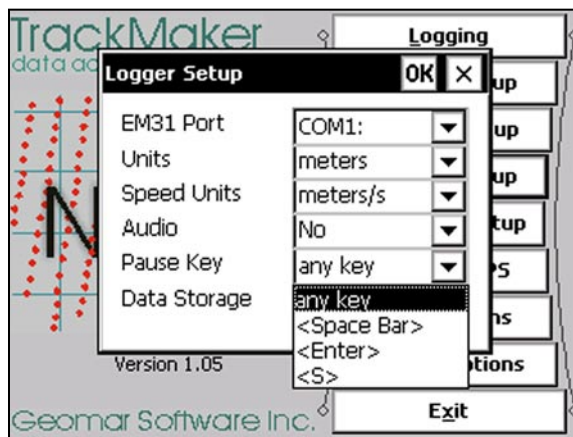 TrackMaker
Logging
data ac
Logger Setup
OK
up
EM31 Port
COM1:
up
Units
meters
Speed Units
meters/s
up
Audio
No
tup
Pause Key
any key
PS
Data Storage
any key
<Space Bar>
ns
<Enter>
<S>
Version 1.05
tions
Geomar Software Inc.
Exit